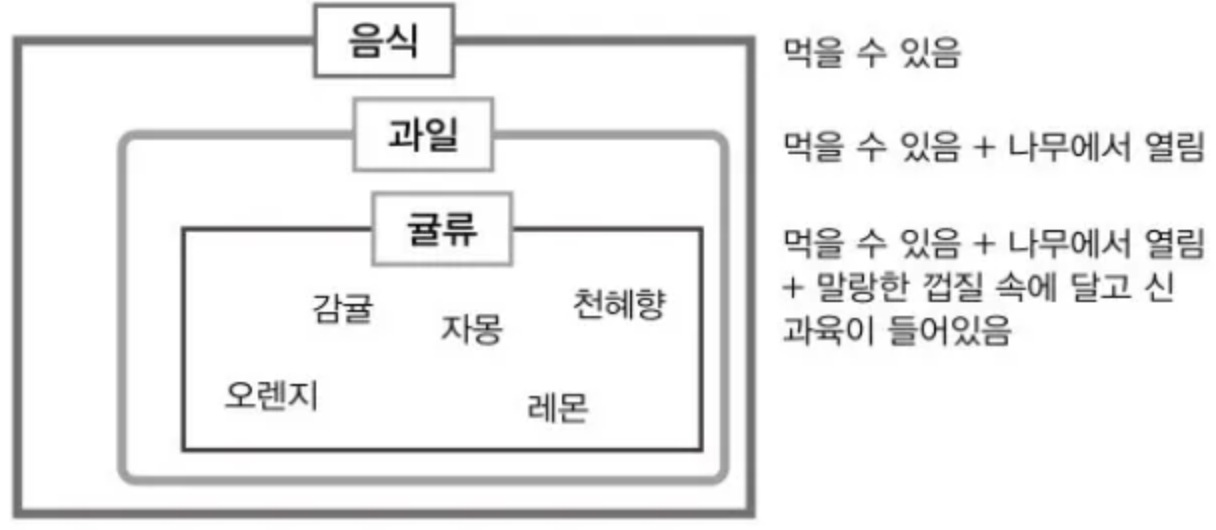 음식
먹을 수 있음
과일
먹을 수 있음 + 나무에서 열림
귤류
먹을 수 있음 + 나무에서 열림
+ 말랑한 껍질 속에 달고 신
과육이 들어있음
감귤
자몽
천혜향
오렌지
레몬